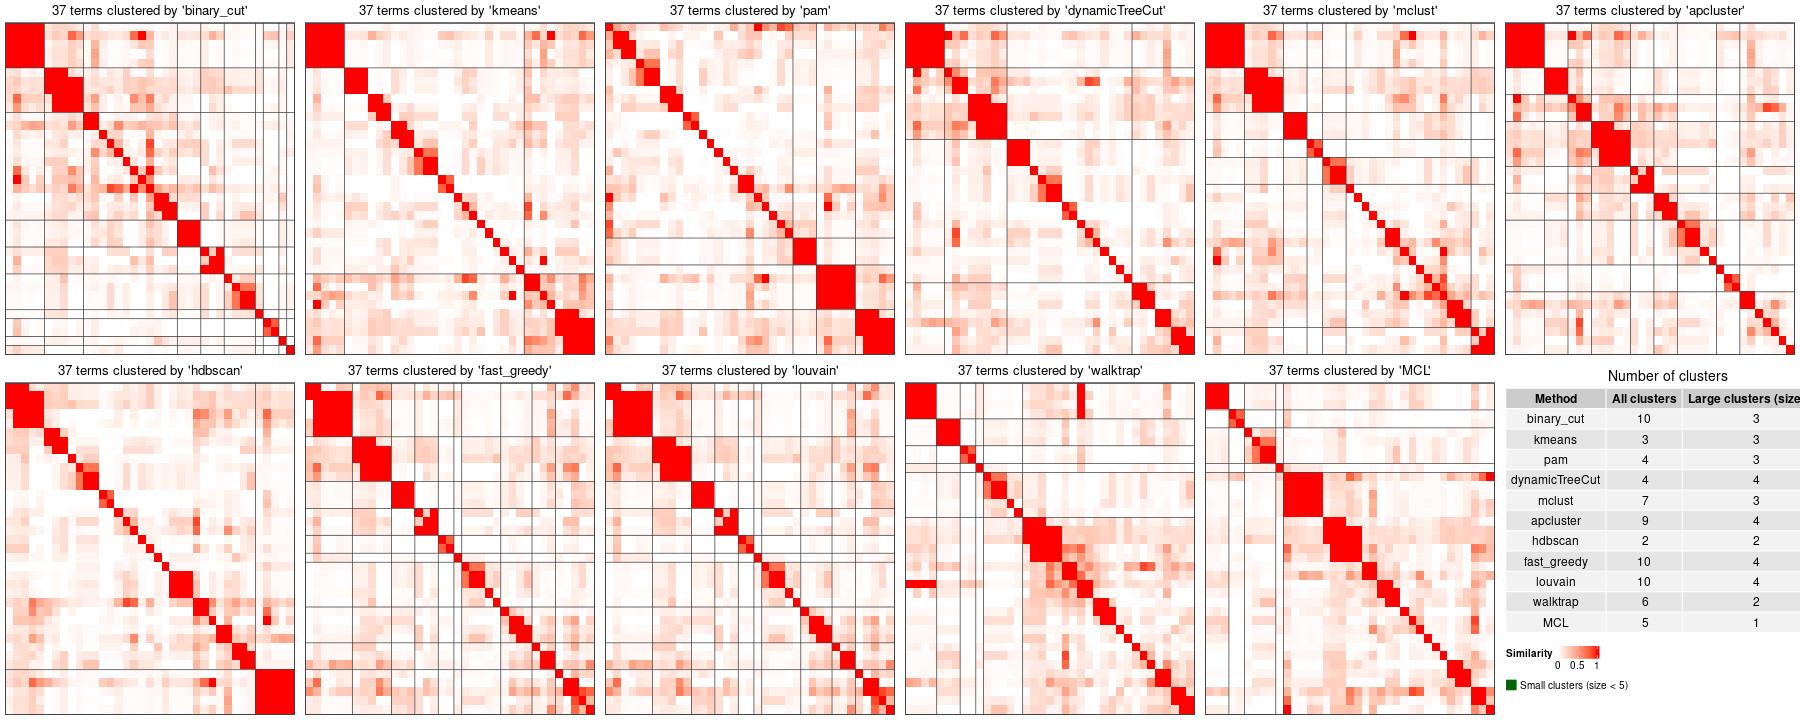 37 terms clustered by 'binary_cut'
37 terms clustered by 'kmeans'
37 terms clustered by 'pam'
37 terms clustered by 'dynamicTreeCut'
37 terms clustered by 'mclust'
37 terms clustered by 'apcluster'
37 terms clustered by 'hdbscan'
37 terms clustered by 'fast_greedy'
37 terms clustered by 'louvain'
37 terms clustered by 'walktrap'
37 terms clustered by 'MCL'
Number of clusters
Method All clusters Large clusters (size
binary_cut 10 3
kmeans 3 3
pam 4 3
dynamicTreeCut 4 4
mclust 7 3
apcluster 9 4
hdbscan 2 2
fast_greedy 10 4
louvain 10 4
walktrap 6 2
MCL 5 1
Similarity
0 0.5 1
Small clusters (size < 5)